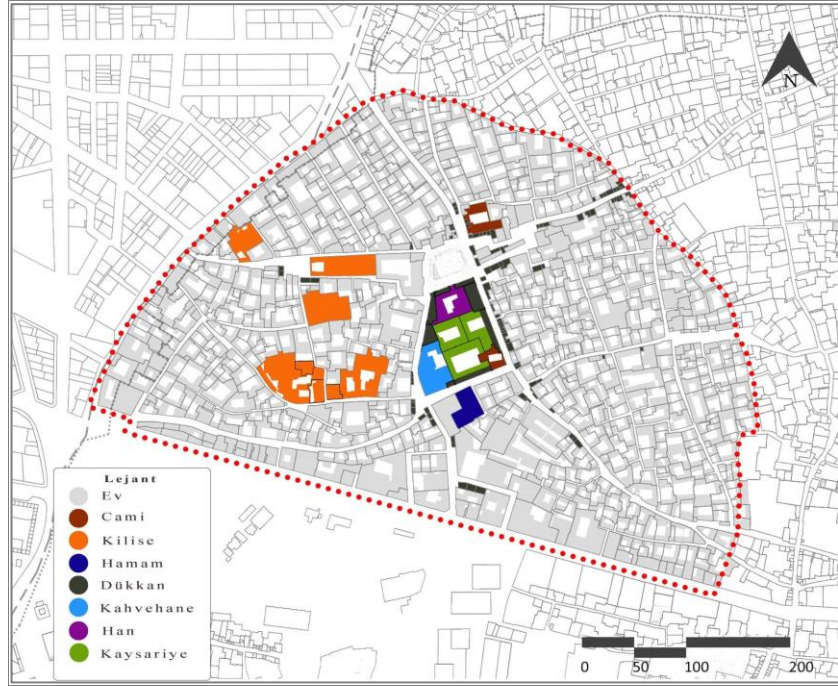 N
Lejant
Ev
Cami
Kilise
Hamam
Dükkan
Kahvehane
Han
Kaysariye
0 50 100 200